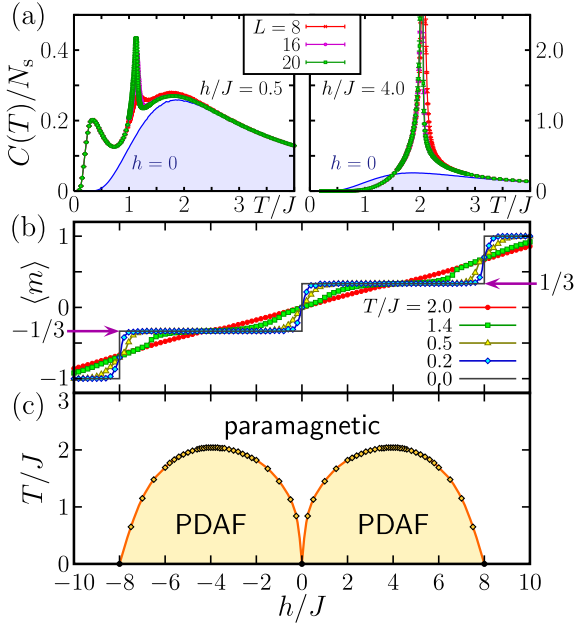 (a)
C(T)/Nₛ
0.4
0.2
0
L = 8
16
20
h/J = 0.5
h/J = 4.0
h = 0
h = 0
2.0
1.0
0
0 1 2 3 T/J
0 1 2 3 T/J
(b)
⟨m⟩
1
0
−1
−1/3
1/3
T/J = 2.0
1.4
0.5
0.2
0.0
(c)
T/J
3
2
1
0
paramagnetic
PDAF PDAF
−10 −8 −6 −4 −2 0 2 4 6 8 10
h/J